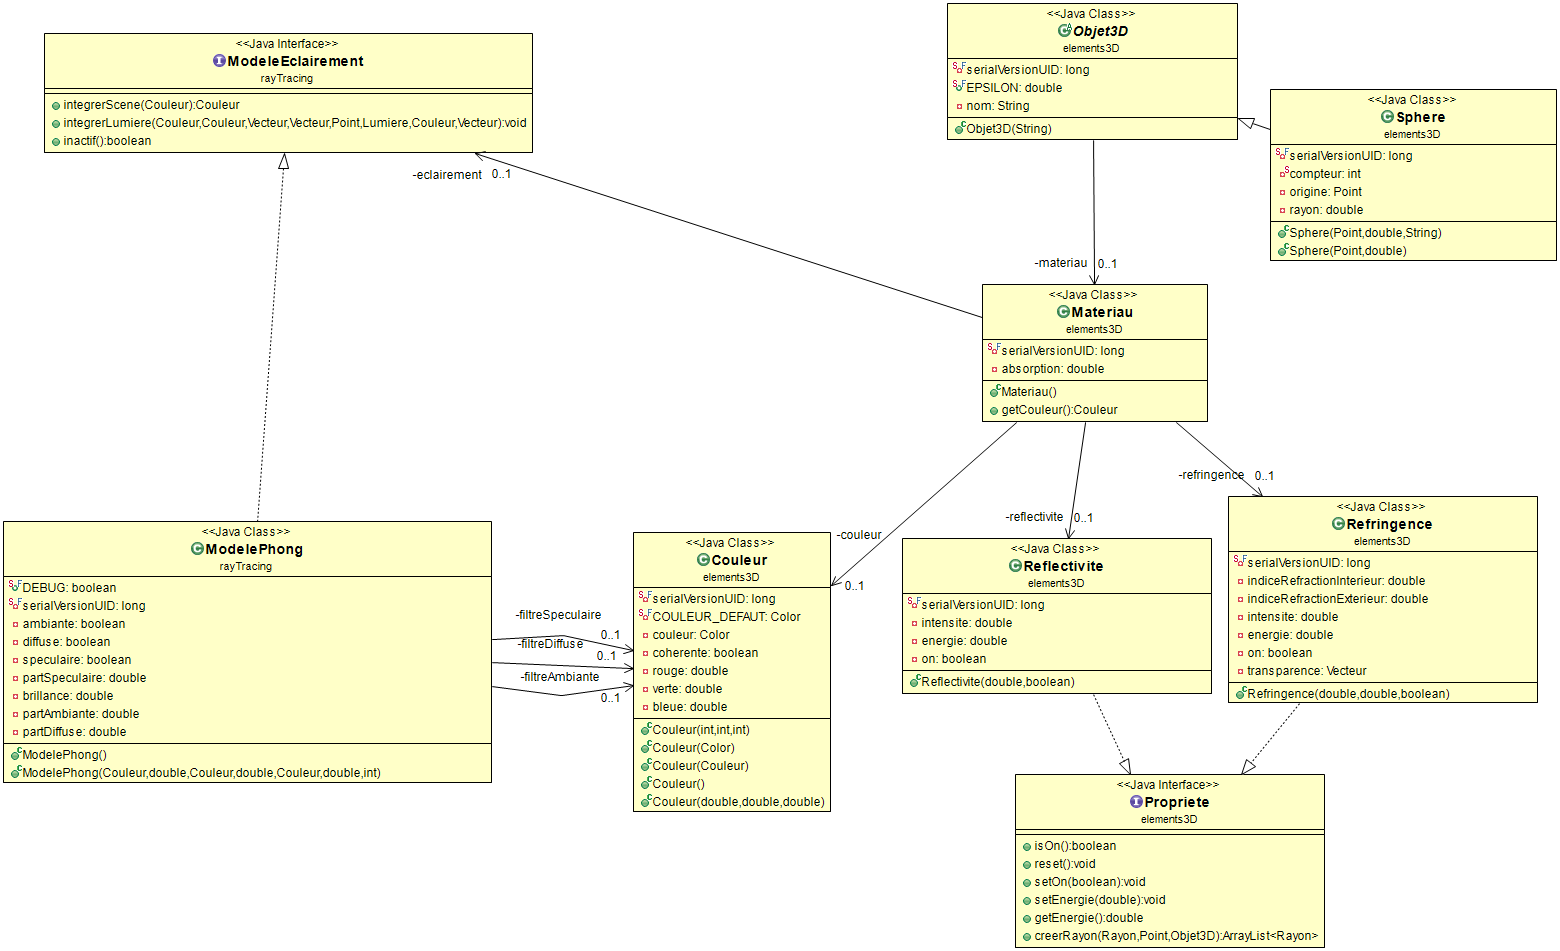 <<Java Interface>>
ModeleEclairement
rayTracing
integrerScene(Couleur):Couleur
integrerLumiere(Couleur,Couleur,Vecteur,Vecteur,Point,Lumiere,Couleur,Vecteur):void
inactif():boolean
<<Java Class>>
Objet3D
elements3D
serialVersionUID: long
EPSILON: double
nom: String
Objet3D(String)
<<Java Class>>
Sphere
elements3D
serialVersionUID: long
compteur: int
origine: Point
rayon: double
Sphere(Point,double,String)
Sphere(Point,double)
-eclairement 0..1
-materiau 0..1
<<Java Class>>
Materiau
elements3D
serialVersionUID: long
absorption: double
Materiau()
getCouleur():Couleur
-refringence 0..1
-reflectivite 0..1
-couleur
0..1
<<Java Class>>
ModelePhong
rayTracing
DEBUG: boolean
serialVersionUID: long
ambiante: boolean
diffuse: boolean
speculaire: boolean
partSpeculaire: double
brillance: double
partAmbiante: double
partDiffuse: double
ModelePhong()
ModelePhong(Couleur,double,Couleur,double,Couleur,double,int)
-filtreSpeculaire
0..1
-filtreDiffuse
0..1
-filtreAmbiante
0..1
<<Java Class>>
Couleur
elements3D
serialVersionUID: long
COULEUR_DEFAUT: Color
couleur: Color
coherente: boolean
rouge: double
verte: double
bleue: double
Couleur(int,int,int)
Couleur(Color)
Couleur(Couleur)
Couleur()
Couleur(double,double,double)
<<Java Class>>
Reflectivite
elements3D
serialVersionUID: long
intensite: double
energie: double
on: boolean
Reflectivite(double,boolean)
<<Java Class>>
Refringence
elements3D
serialVersionUID: long
indiceRefractionInterieur: double
indiceRefractionExterieur: double
intensite: double
energie: double
on: boolean
transparence: Vecteur
Refringence(double,double,boolean)
<<Java Interface>>
Propriete
elements3D
isOn():boolean
reset():void
setOn(boolean):void
setEnergie(double):void
getEnergie():double
creerRayon(Rayon,Point,Objet3D):ArrayList<Rayon>